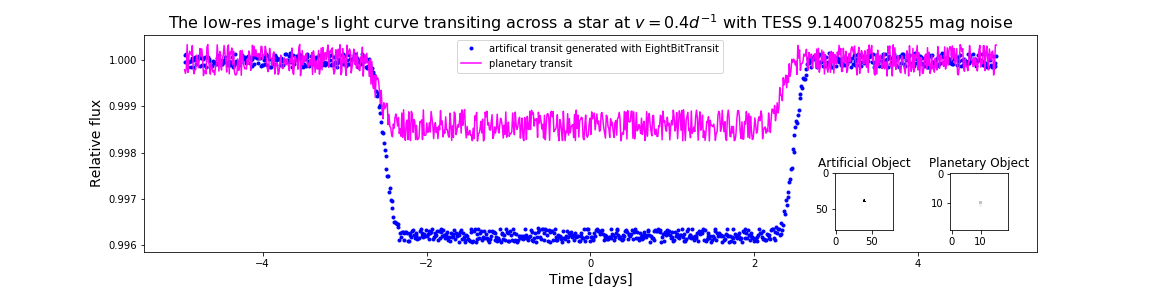 The low-res image's light curve transiting across a star at v = 0.4d⁻¹ with TESS 9.1400708255 mag noise
artifical transit generated with EightBitTransit
planetary transit
Relative flux
1.000
0.999
0.998
0.997
0.996
−4
−2
0
2
4
Time [days]
Artificial Object
0
50
0
50
Planetary Object
0
10
0
10